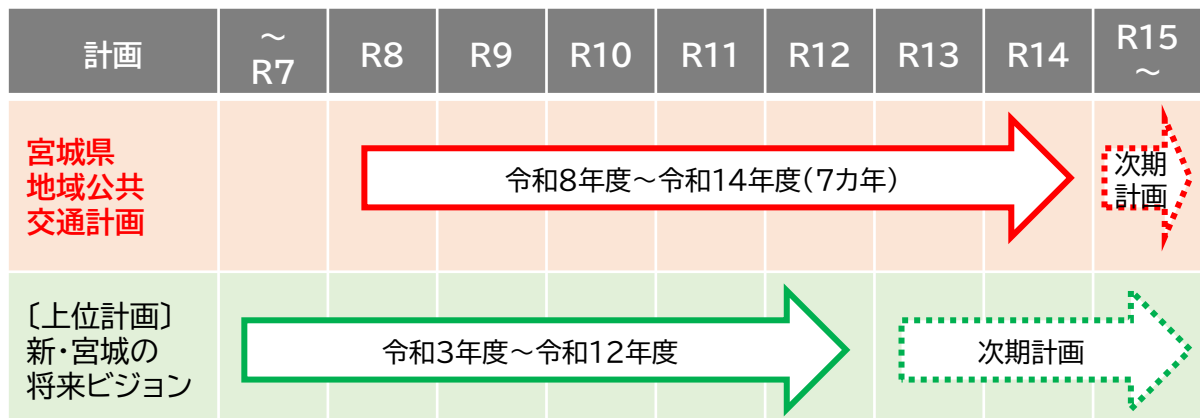 計画
～
R7
R8
R9
R10
R11
R12
R13
R14
R15
～
宮城県
地域公共
交通計画
令和8年度～令和14年度(7カ年)
次期
計画
〔上位計画〕
新・宮城の
将来ビジョン
令和3年度～令和12年度
次期計画